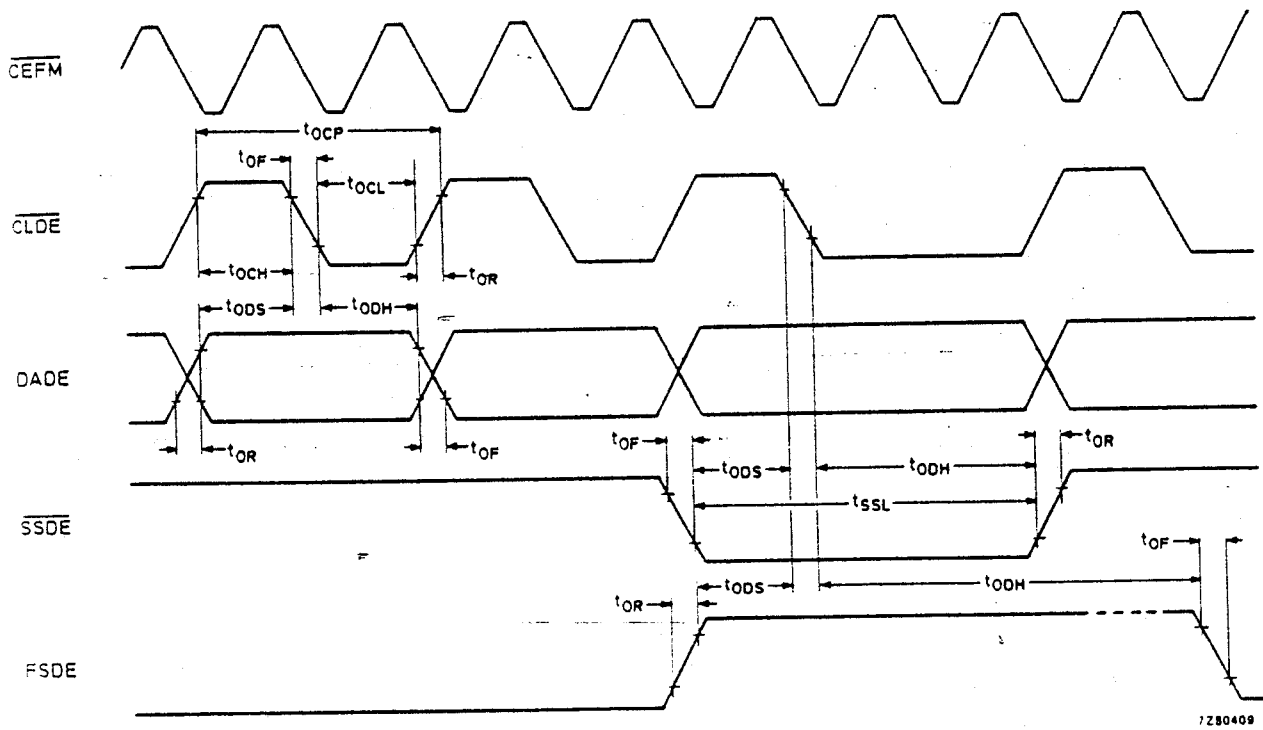 CEFM
tOCP
tOF
tOCL
CLDE
tOCH
tOR
tODS
tODH
DADE
tOR
tOF
tOF
tOR
tODS
tODH
SSDE
tSSL
tOF
tODS
tODH
tOR
FSDE
7Z80409